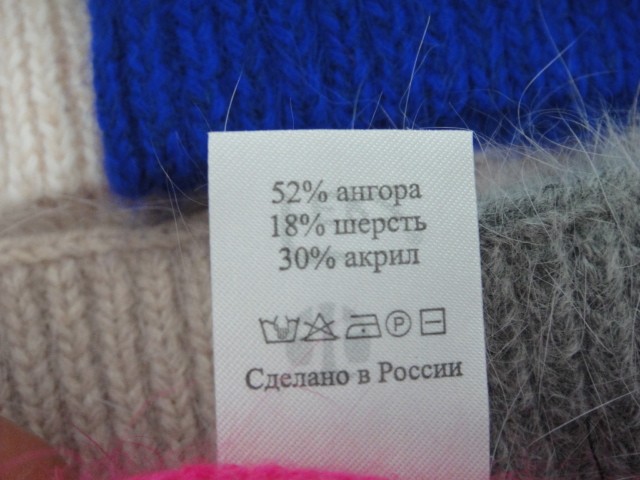 52% ангора
18% шерсть
30% акрил
P
Сделано в России